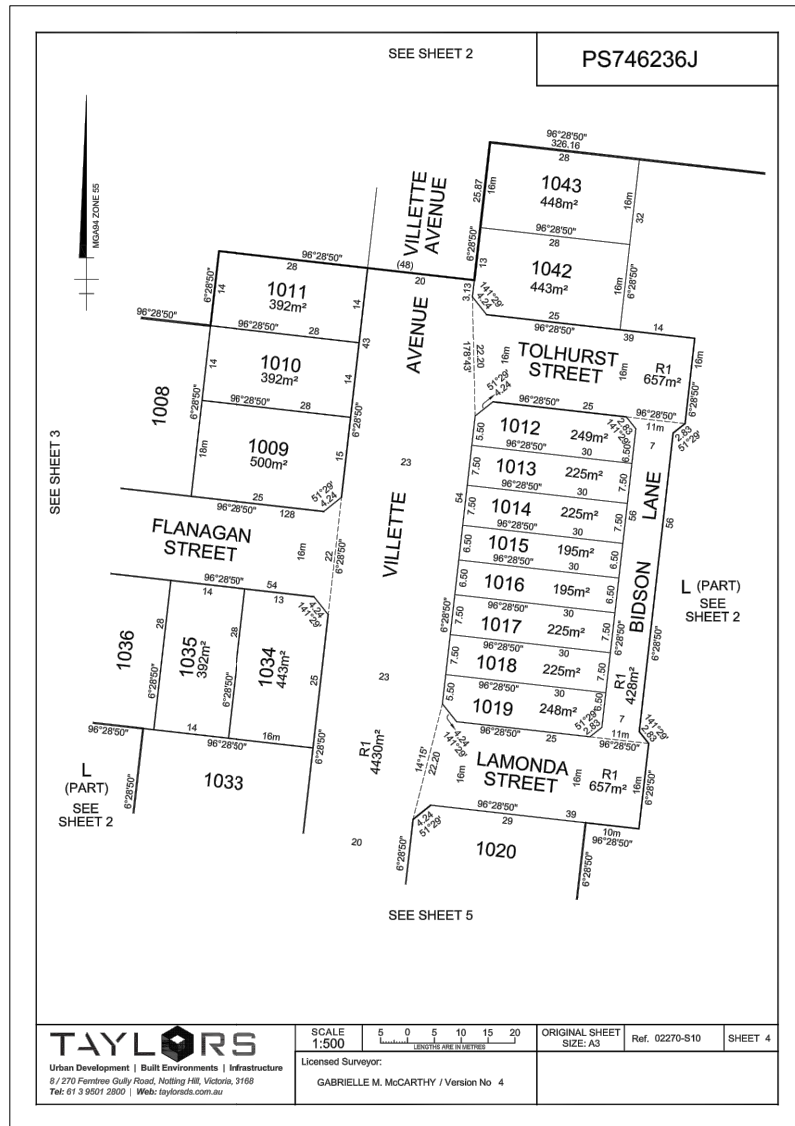 SEE SHEET 2
PS746236J
MGA94 ZONE 55
96°28'50"
326.16
28
1043
448m²
16m
16m
25.87
32
VILLETTE
AVENUE
96°28'50"
28
1042
443m²
6°28'50"
13
16m
6°28'50"
(48)
20
3.13
141°29'
4.24
25
96°28'50"
39
14
96°28'50"
28
6°28'50"
14
1011
392m²
14
43
96°28'50"
96°28'50"
28
14
1010
392m²
14
6°28'50"
96°28'50"
28
1008
6°28'50"
18m
1009
500m²
15
25
96°28'50"
128
51°29'
4.24
AVENUE
178°43'
22.20
16m
TOLHURST
STREET
16m
R1
657m²
16m
6°28'50"
51°29'
4.24
25
96°28'50"
11m
2.83
51°29'
2.83
141°29'
7
5.50
1012
249m²
6.50
96°28'50"
30
7.50
1013
225m²
7.50
96°28'50"
30
54
7.50
1014
225m²
7.50
56
96°28'50"
30
6.50
1015
195m²
6.50
96°28'50"
30
6.50
1016
195m²
6.50
96°28'50"
30
6°28'50"
7.50
1017
225m²
7.50
6°28'50"
96°28'50"
30
7.50
1018
225m²
7.50
96°28'50"
30
5.50
1019
248m²
6.50
51°29'
2.83
LANE
BIDSON
56
6°28'50"
R1
428m²
7
11m
96°28'50"
141°29'
2.83
L (PART)
SEE
SHEET 2
SEE SHEET 3
23
VILLETTE
FLANAGAN
STREET
16m
22
6°28'50"
96°28'50"
54
14
13
4.24
141°29'
1036
28
6°28'50"
1035
392m²
28
6°28'50"
1034
443m²
25
6°28'50"
96°28'50"
14
96°28'50"
16m
L
(PART)
SEE
SHEET 2
6°28'50"
1033
23
R1
4430m²
20
4.24
141°29'
25
96°28'50"
14°15'
22.20
16m
LAMONDA
STREET
16m
R1
657m²
16m
6°28'50"
4.24
51°29'
96°28'50"
29
39
10m
96°28'50"
6°28'50"
1020
6°28'50"
SEE SHEET 5
TAYLORS
Urban Development | Built Environments | Infrastructure
8 / 270 Ferntree Gully Road, Notting Hill, Victoria, 3168
Tel: 61 3 9501 2800 | Web: taylorsds.com.au
SCALE
1:500
5 0 5 10 15 20
LENGTHS ARE IN METRES
ORIGINAL SHEET
SIZE: A3
Ref. 02270-S10
SHEET 4
Licensed Surveyor:
GABRIELLE M. McCARTHY / Version No 4